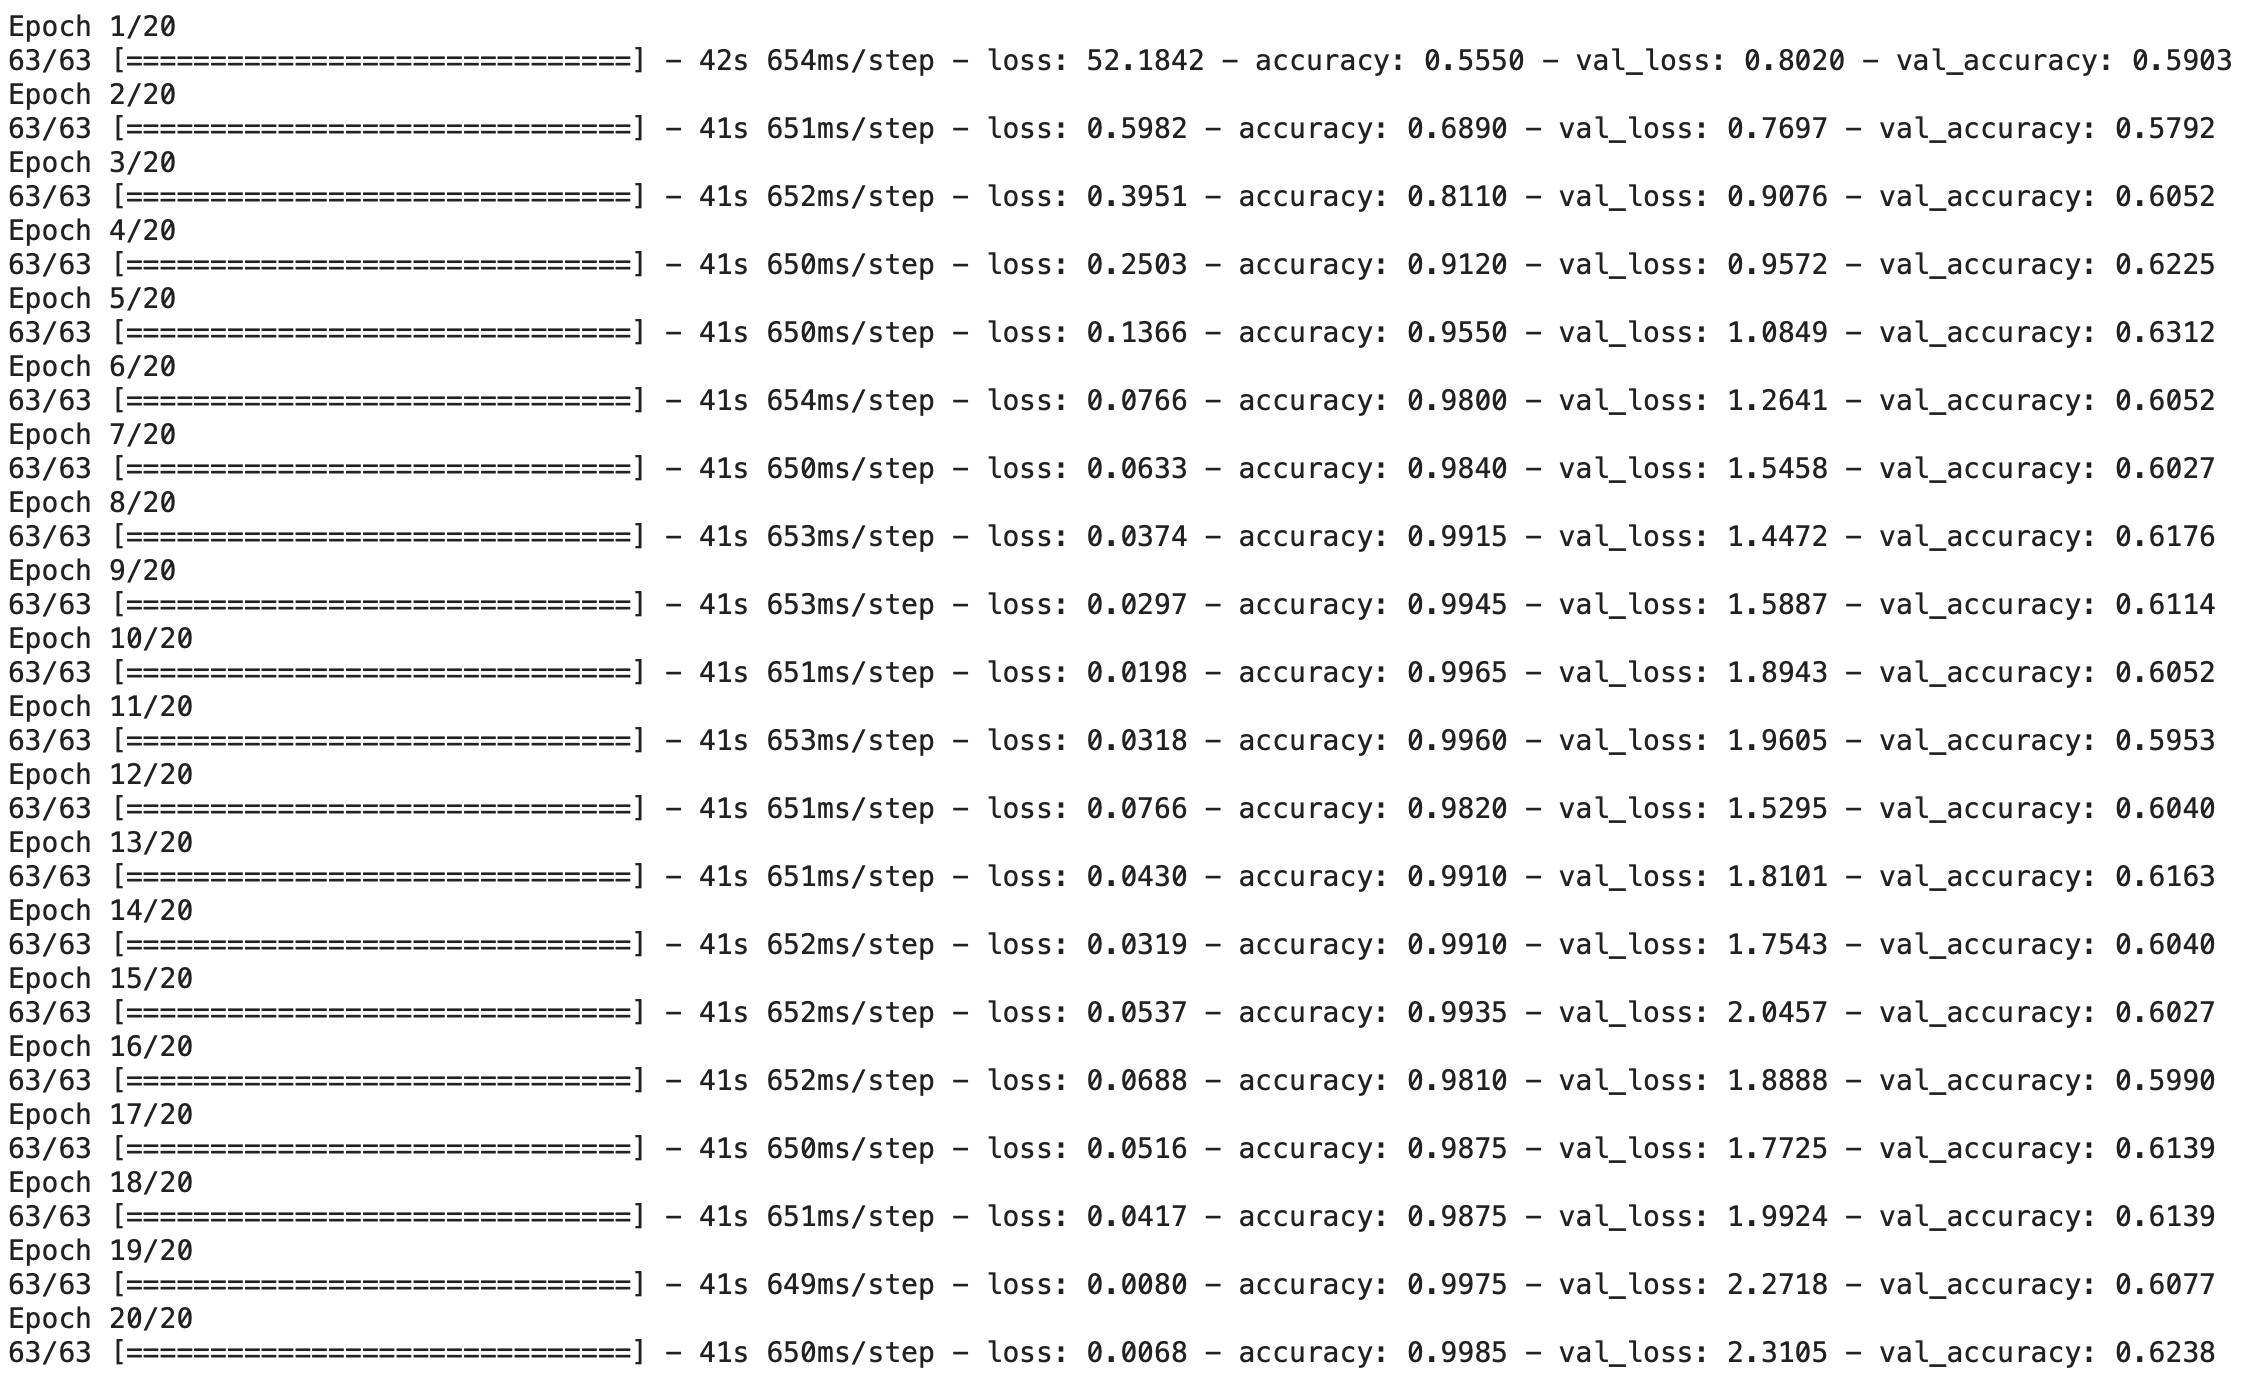 Epoch 1/20
63/63 [==============================] - 42s 654ms/step - loss: 52.1842 - accuracy: 0.5550 - val_loss: 0.8020 - val_accuracy: 0.5903
Epoch 2/20
63/63 [==============================] - 41s 651ms/step - loss: 0.5982 - accuracy: 0.6890 - val_loss: 0.7697 - val_accuracy: 0.5792
Epoch 3/20
63/63 [==============================] - 41s 652ms/step - loss: 0.3951 - accuracy: 0.8110 - val_loss: 0.9076 - val_accuracy: 0.6052
Epoch 4/20
63/63 [==============================] - 41s 650ms/step - loss: 0.2503 - accuracy: 0.9120 - val_loss: 0.9572 - val_accuracy: 0.6225
Epoch 5/20
63/63 [==============================] - 41s 650ms/step - loss: 0.1366 - accuracy: 0.9550 - val_loss: 1.0849 - val_accuracy: 0.6312
Epoch 6/20
63/63 [==============================] - 41s 654ms/step - loss: 0.0766 - accuracy: 0.9800 - val_loss: 1.2641 - val_accuracy: 0.6052
Epoch 7/20
63/63 [==============================] - 41s 650ms/step - loss: 0.0633 - accuracy: 0.9840 - val_loss: 1.5458 - val_accuracy: 0.6027
Epoch 8/20
63/63 [==============================] - 41s 653ms/step - loss: 0.0374 - accuracy: 0.9915 - val_loss: 1.4472 - val_accuracy: 0.6176
Epoch 9/20
63/63 [==============================] - 41s 653ms/step - loss: 0.0297 - accuracy: 0.9945 - val_loss: 1.5887 - val_accuracy: 0.6114
Epoch 10/20
63/63 [==============================] - 41s 651ms/step - loss: 0.0198 - accuracy: 0.9965 - val_loss: 1.8943 - val_accuracy: 0.6052
Epoch 11/20
63/63 [==============================] - 41s 653ms/step - loss: 0.0318 - accuracy: 0.9960 - val_loss: 1.9605 - val_accuracy: 0.5953
Epoch 12/20
63/63 [==============================] - 41s 651ms/step - loss: 0.0766 - accuracy: 0.9820 - val_loss: 1.5295 - val_accuracy: 0.6040
Epoch 13/20
63/63 [==============================] - 41s 651ms/step - loss: 0.0430 - accuracy: 0.9910 - val_loss: 1.8101 - val_accuracy: 0.6163
Epoch 14/20
63/63 [==============================] - 41s 652ms/step - loss: 0.0319 - accuracy: 0.9910 - val_loss: 1.7543 - val_accuracy: 0.6040
Epoch 15/20
63/63 [==============================] - 41s 652ms/step - loss: 0.0537 - accuracy: 0.9935 - val_loss: 2.0457 - val_accuracy: 0.6027
Epoch 16/20
63/63 [==============================] - 41s 652ms/step - loss: 0.0688 - accuracy: 0.9810 - val_loss: 1.8888 - val_accuracy: 0.5990
Epoch 17/20
63/63 [==============================] - 41s 650ms/step - loss: 0.0516 - accuracy: 0.9875 - val_loss: 1.7725 - val_accuracy: 0.6139
Epoch 18/20
63/63 [==============================] - 41s 651ms/step - loss: 0.0417 - accuracy: 0.9875 - val_loss: 1.9924 - val_accuracy: 0.6139
Epoch 19/20
63/63 [==============================] - 41s 649ms/step - loss: 0.0080 - accuracy: 0.9975 - val_loss: 2.2718 - val_accuracy: 0.6077
Epoch 20/20
63/63 [==============================] - 41s 650ms/step - loss: 0.0068 - accuracy: 0.9985 - val_loss: 2.3105 - val_accuracy: 0.6238